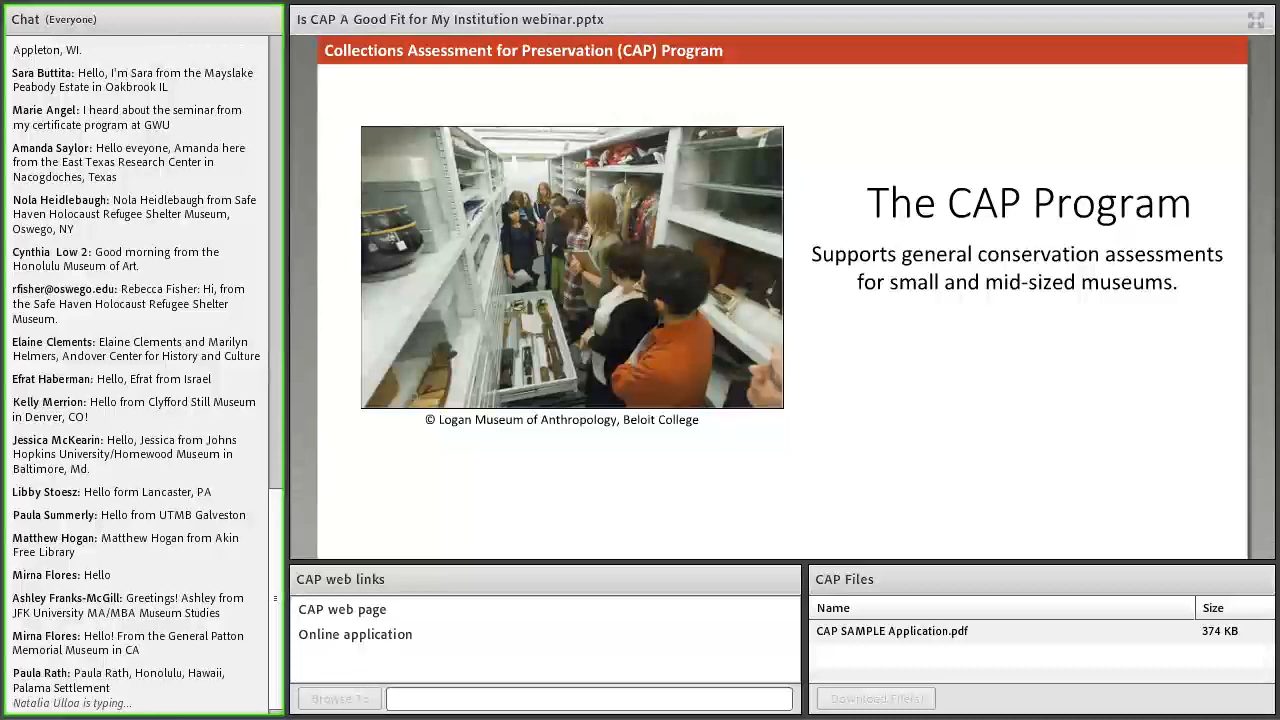 Chat (Everyone)
Appleton, WI.
Sara Buttita: Hello, I'm Sara from the Mayslake
Peabody Estate in Oakbrook IL
Marie Angel: I heard about the seminar from
my certificate program at GWU
Amanda Saylor: Hello eveyone, Amanda here
from the East Texas Research Center in
Nacogdoches, Texas
Nola Heidlebaugh: Nola Heidlebaugh from Safe
Haven Holocaust Refugee Shelter Museum,
Oswego, NY
Cynthia Low 2: Good morning from the
Honolulu Museum of Art.
rfisher@oswego.edu: Rebecca Fisher: Hi, from
the Safe Haven Holocaust Refugee Shelter
Museum.
Elaine Clements: Elaine Clements and Marilyn
Helmers, Andover Center for History and Culture
Efrat Haberman: Hello, Efrat from Israel
Kelly Merrion: Hello from Clyfford Still Museum
in Denver, CO!
Jessica McKearin: Hello, Jessica from Johns
Hopkins University/Homewood Museum in
Baltimore, Md.
Libby Stoesz: Hello form Lancaster, PA
Paula Summerly: Hello from UTMB Galveston
Matthew Hogan: Matthew Hogan from Akin
Free Library
Mirna Flores: Hello
Ashley Franks-McGill: Greetings! Ashley from
JFK University MA/MBA Museum Studies
Mirna Flores: Hello! From the General Patton
Memorial Museum in CA
Paula Rath: Paula Rath, Honolulu, Hawaii,
Palama Settlement
Natalia Ulloa is typing...
Is CAP A Good Fit for My Institution webinar.pptx
Collections Assessment for Preservation (CAP) Program
The CAP Program
Supports general conservation assessments
for small and mid-sized museums.
© Logan Museum of Anthropology, Beloit College
CAP web links
CAP web page
Online application
Browse To
CAP Files
Name Size
CAP SAMPLE Application.pdf 374 KB
Download File(s)